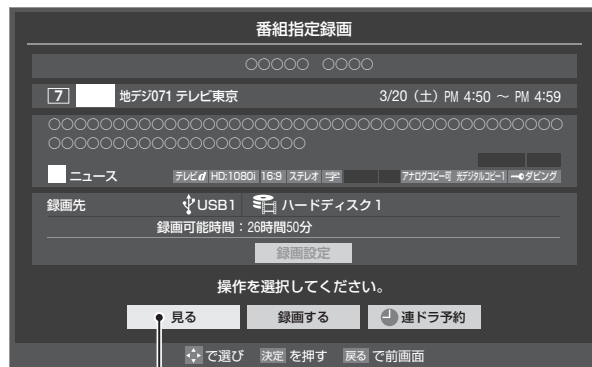 番組指定録画
○○○○○ ○○○○
7 地デジ071 テレビ東京 3/20（土）PM 4:50 ～ PM 4:59
○○○○○○○○○○○○○○○○○○○○○○○○○○○○○○○○○○○○○○○
○○○○○○○○○○○○○○○○○○○
ニュース テレビd HD:1080i 16:9 ステレオ 字 アナログコピー可 光デジタルコピー1 ダビング
録画先 USB1 ハードディスク1
録画可能時間：26時間50分
録画設定
操作を選択してください。
見る 録画する 連ドラ予約
で選び 決定 を押す 戻る で前画面